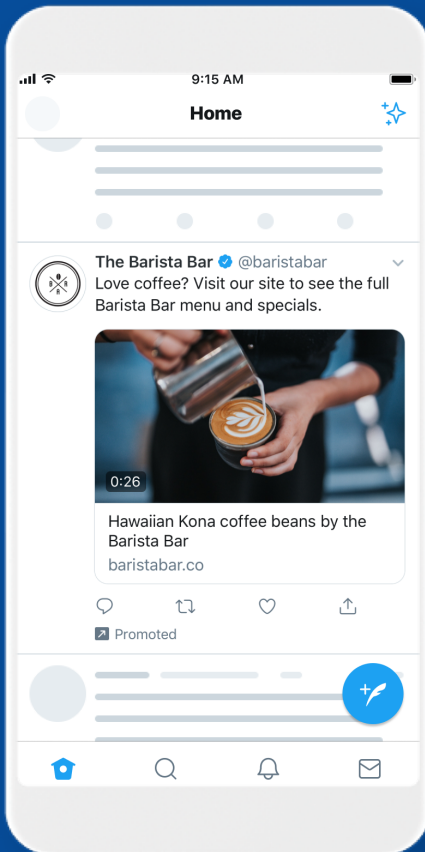 9:15 AM
Home
The Barista Bar @baristabar
Love coffee? Visit our site to see the full
Barista Bar menu and specials.
B A R
R
0:26
Hawaiian Kona coffee beans by the
Barista Bar
baristabar.co
Promoted